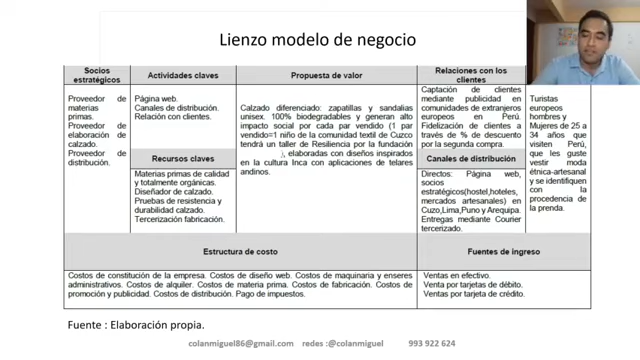 Lienzo modelo de negocio
Socios
estratégicos
Proveedor de
materias
primas.
Proveedor de
elaboración de
calzado.
Proveedor de
distribución.
Actividades claves
Página web.
Canales de distribución.
Relación con clientes.
Recursos claves
Materias primas de calidad
y totalmente orgánicas.
Diseñador de calzado.
Pruebas de resistencia y
durabilidad calzado.
Tercerización fabricación.
Propuesta de valor
Calzado diferenciado: zapatillas y sandalias
unisex. 100% biodegradables y generan alto
impacto social por cada par vendido (1 par
vendido=1 niño de la comunidad textil de Cuzco
tendrá un taller de Resiliencia por la fundación
), elaboradas con diseños inspirados
en la cultura Inca con aplicaciones de telares
andinos.
Relaciones con los
clientes
Captación de clientes
mediante publicidad en
comunidades de extranjeros
europeos en Perú.
Fidelización de clientes a
través de % de descuento
por la segunda compra.
Canales de distribución
Directos: Página web,
socios
estratégicos(hostel,hoteles,
mercados artesanales) en
Cuzo,Lima,Puno y Arequipa.
Entregas mediante Courier
tercerizado.
Turistas
europeos
hombres y
Mujeres de 25 a
34 años que
visiten Perú,
que les guste
vestir moda
étnica-artesanal
y se identifiquen
con la
procedencia de
la prenda.
Estructura de costo
Costos de constitución de la empresa. Costos de diseño web. Costos de maquinaria y enseres
administrativos. Costos de alquiler. Costos de materia prima. Costos de fabricación. Costos de
promoción y publicidad. Costos de distribución. Pago de impuestos.
Fuentes de ingreso
Ventas en efectivo.
Venta por tarjetas de débito.
Ventas por tarjetas de crédito.
Fuente : Elaboración propia.
colanmiguel86@gmail.com redes :@colanmiguel 993 922 624